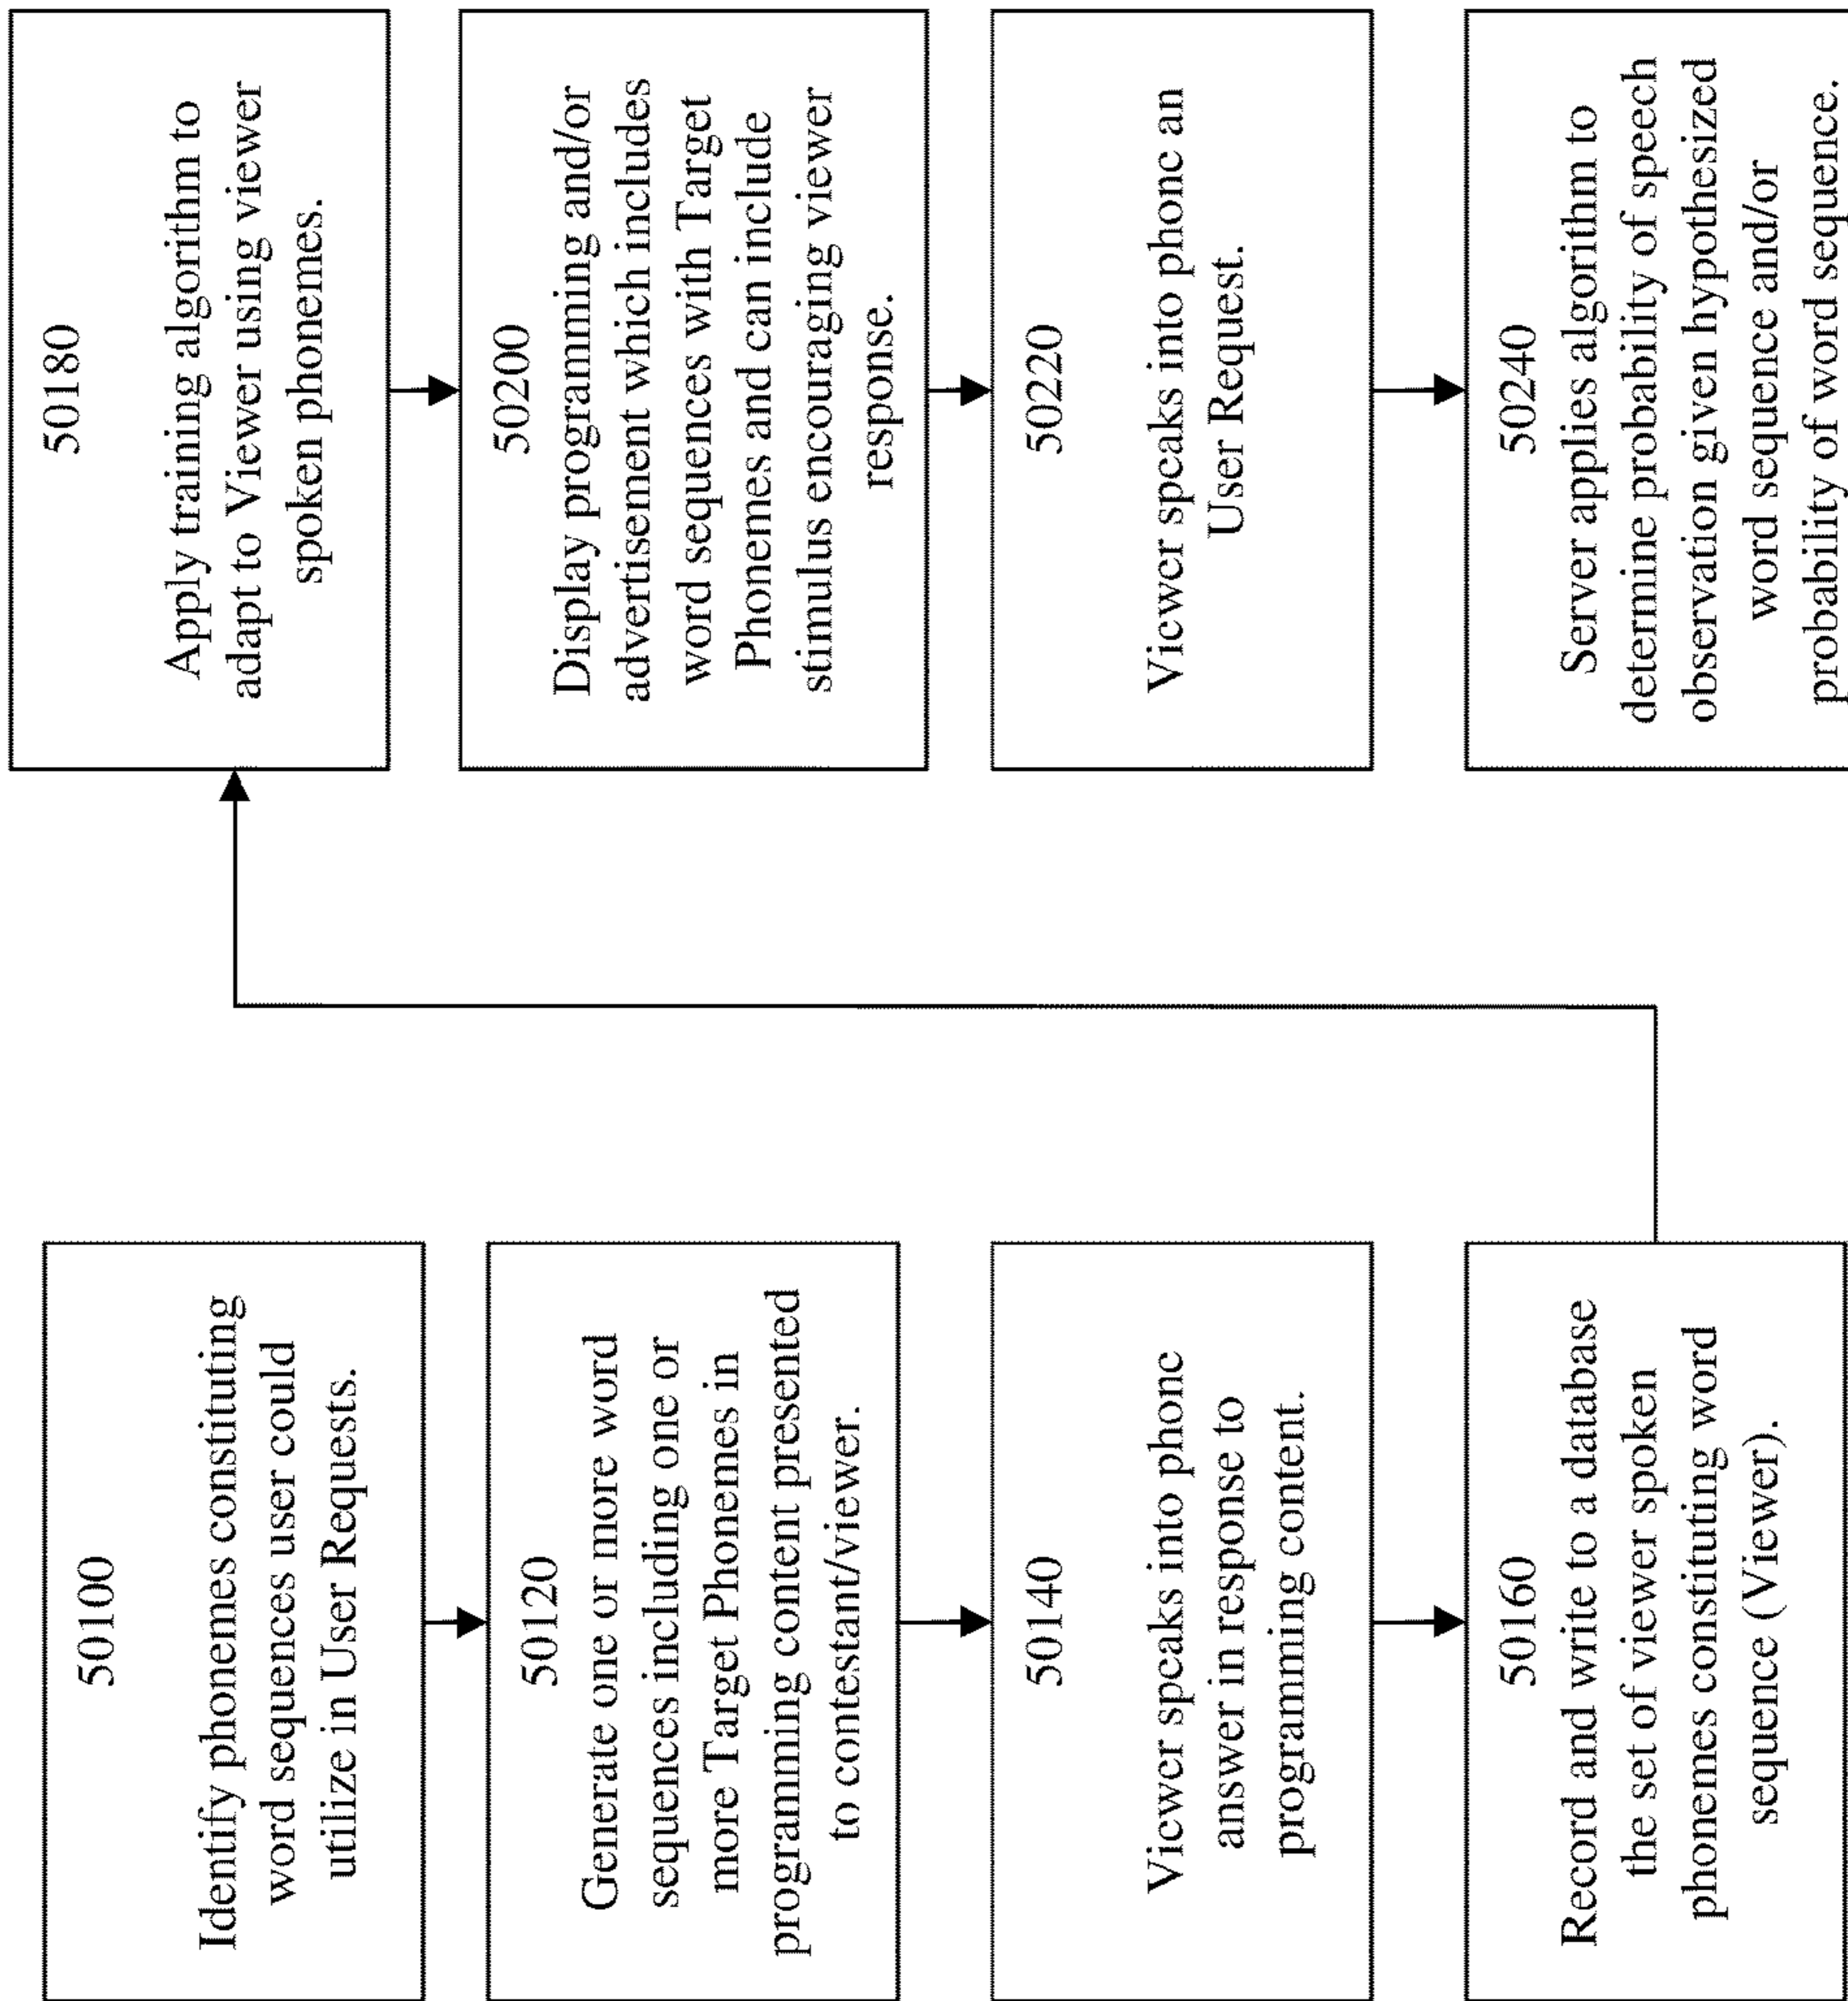 50100
Identify phonemes constituting
word sequences user could
utilize in User Requests.
50120
Generate one or more word
sequences including one or
more Target Phonemes in
programming content presented
to contestant/viewer.
50140
Viewer speaks into phone
answer in response to
programming content.
50160
Record and write to a database
the set of viewer spoken
phonemes constituting word
sequence (Viewer).
50180
Apply training algorithm to
adapt to Viewer using viewer
spoken phonemes.
50200
Display programming and/or
advertisement which includes
word sequences with Target
Phonemes and can include
stimulus encouraging viewer
response.
50220
Viewer speaks into phone an
User Request.
50240
Server applies algorithm to
determine probability of speech
observation given hypothesized
word sequence and/or
probability of word sequence.